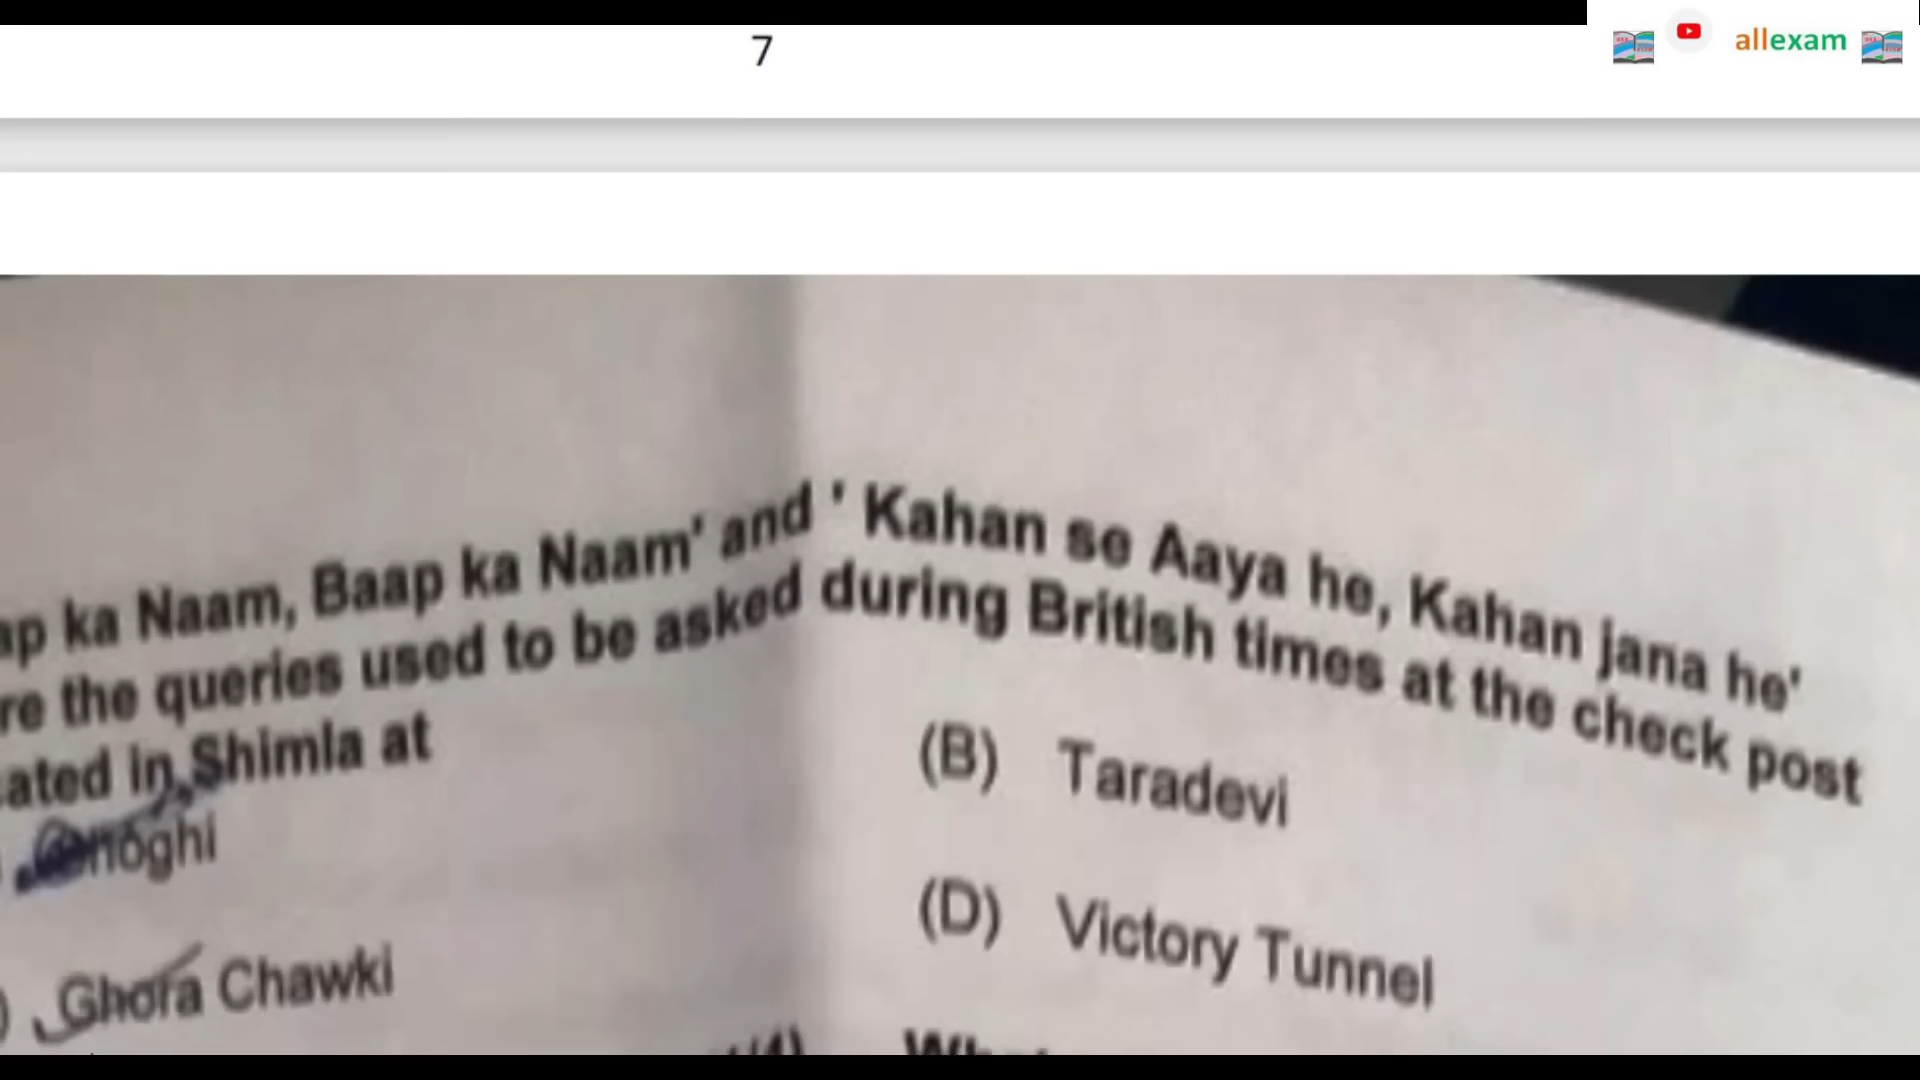 7
allexam
ap ka Naam, Baap ka Naam' and ' Kahan se Aaya he, Kahan jana he'
re the queries used to be asked during British times at the check post
ated in Shimla at
noghi
(B) Taradevi
) Ghora Chawki
(D) Victory Tunnel